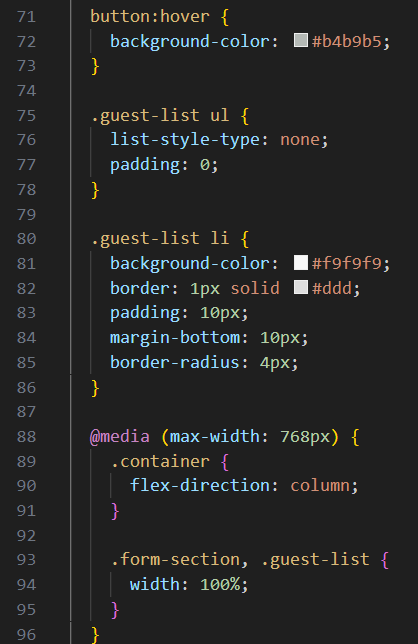 71 button:hover {
72   background-color: #b4b9b5;
73 }
74
75 .guest-list ul {
76   list-style-type: none;
77   padding: 0;
78 }
79
80 .guest-list li {
81   background-color: #f9f9f9;
82   border: 1px solid #ddd;
83   padding: 10px;
84   margin-bottom: 10px;
85   border-radius: 4px;
86 }
87
88 @media (max-width: 768px) {
89   .container {
90     flex-direction: column;
91   }
92
93   .form-section, .guest-list {
94     width: 100%;
95   }
96 }